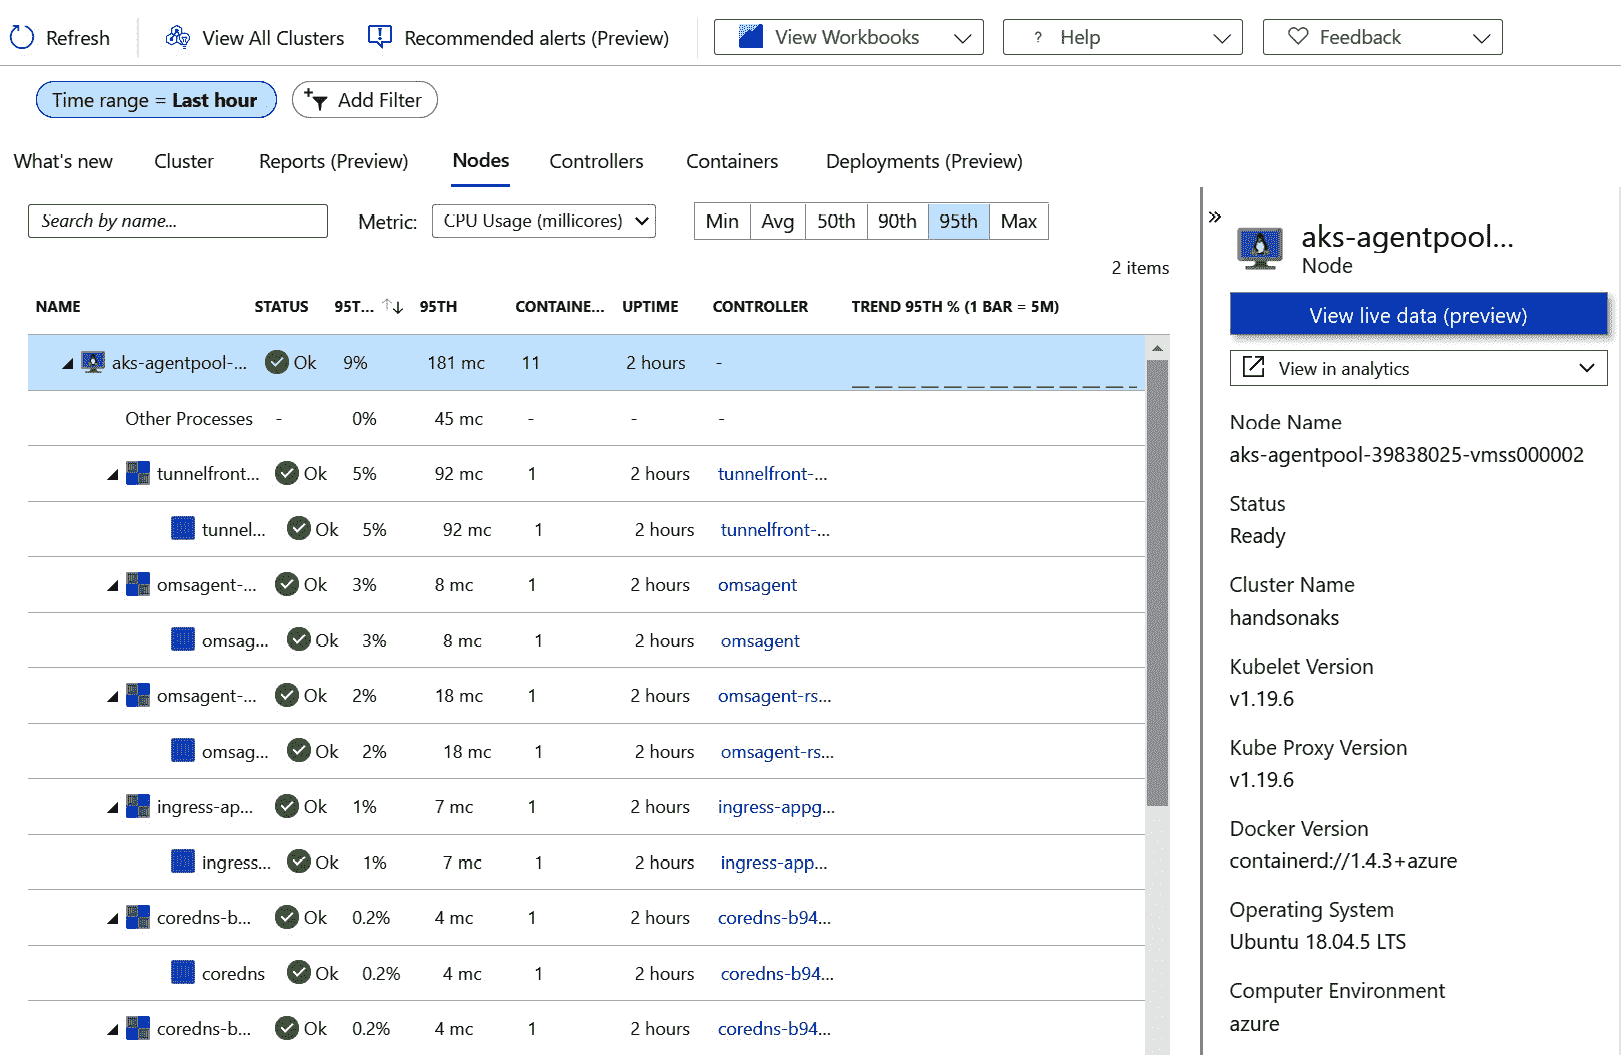 Refresh View All Clusters Recommended alerts (Preview) View Workbooks ? Help Feedback
Time range = Last hour Add Filter
What's new Cluster Reports (Preview) Nodes Controllers Containers Deployments (Preview)
Search by name... Metric: CPU Usage (millicores) Min Avg 50th 90th 95th Max
2 items
NAME STATUS 95T... ↑↓ 95TH CONTAINE... UPTIME CONTROLLER TREND 95TH % (1 BAR = 5M)
aks-agentpool-... Ok 9% 181 mc 11 2 hours -
Other Processes - 0% 45 mc - - -
tunnelfront... Ok 5% 92 mc 1 2 hours tunnelfront-...
tunnel... Ok 5% 92 mc 1 2 hours tunnelfront-...
omsagent-... Ok 3% 8 mc 1 2 hours omsagent
omsag... Ok 3% 8 mc 1 2 hours omsagent
omsagent-... Ok 2% 18 mc 1 2 hours omsagent-rs...
omsag... Ok 2% 18 mc 1 2 hours omsagent-rs...
ingress-ap... Ok 1% 7 mc 1 2 hours ingress-appg...
ingress... Ok 1% 7 mc 1 2 hours ingress-app...
coredns-b... Ok 0.2% 4 mc 1 2 hours coredns-b94...
coredns Ok 0.2% 4 mc 1 2 hours coredns-b94...
coredns-b... Ok 0.2% 4 mc 1 2 hours coredns-b94...
aks-agentpool...
Node
View live data (preview)
View in analytics
Node Name
aks-agentpool-39838025-vmss000002
Status
Ready
Cluster Name
handsonaks
Kubelet Version
v1.19.6
Kube Proxy Version
v1.19.6
Docker Version
containerd://1.4.3+azure
Operating System
Ubuntu 18.04.5 LTS
Computer Environment
azure